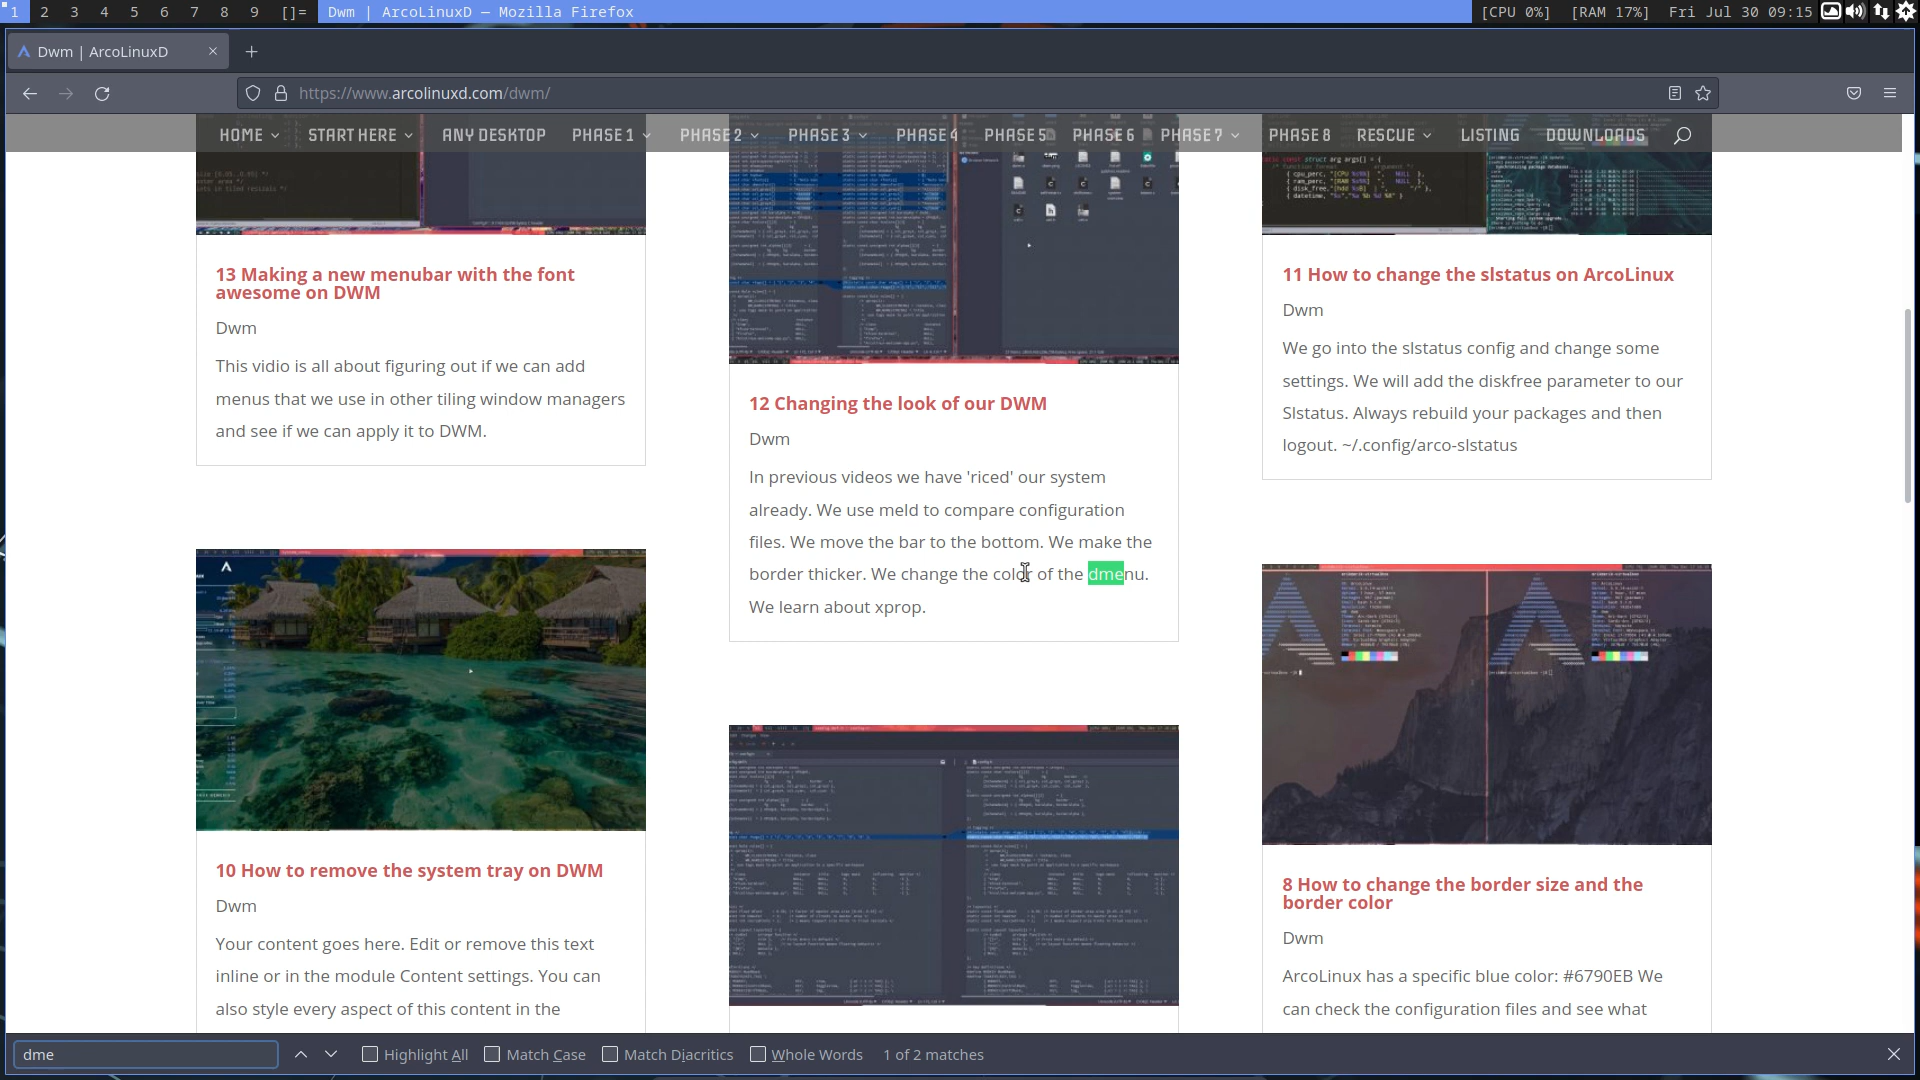 1 2 3 4 5 6 7 8 9 []= Dwm | ArcoLinuxD — Mozilla Firefox [CPU 0%] [RAM 17%] Fri Jul 30 09:15
Dwm | ArcoLinuxD
https://www.arcolinuxd.com/dwm/
HOME START HERE ANY DESKTOP PHASE 1 PHASE 2 PHASE 3 PHASE 4 PHASE 5 PHASE 6 PHASE 7 PHASE 8 RESCUE LISTING DOWNLOADS
const struct arg args[] = {
{ cpu_perc, "[CPU %s%%] ", NULL },
{ ram_perc, "[RAM %s%%] ", NULL },
{ datetime, "%s"
13 Making a new menubar with the font
awesome on DWM
Dwm
This vidio is all about figuring out if we can add
menus that we use in other tiling window managers
and see if we can apply it to DWM.
12 Changing the look of our DWM
Dwm
In previous videos we have 'riced' our system
already. We use meld to compare configuration
files. We move the bar to the bottom. We make the
border thicker. We change the color of the dmenu.
We learn about xprop.
11 How to change the slstatus on ArcoLinux
Dwm
We go into the slstatus config and change some
settings. We will add the diskfree parameter to our
Slstatus. Always rebuild your packages and then
logout. ~/.config/arco-slstatus
10 How to remove the system tray on DWM
Dwm
Your content goes here. Edit or remove this text
inline or in the module Content settings. You can
also style every aspect of this content in the
8 How to change the border size and the
border color
Dwm
ArcoLinux has a specific blue color: #6790EB We
can check the configuration files and see what
dme Highlight All Match Case Match Diacritics Whole Words 1 of 2 matches